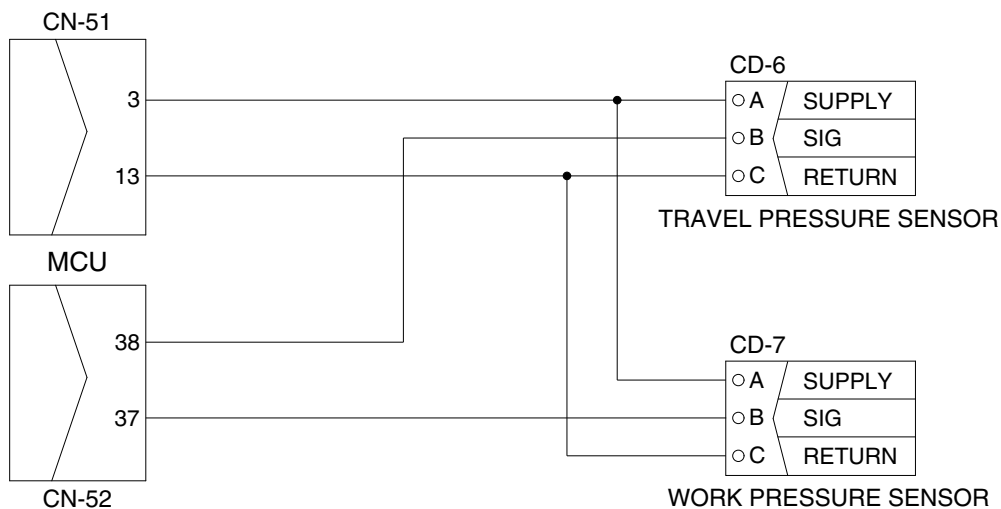 CN-51
3
13
MCU
38
37
CN-52
CD-6
A SUPPLY
B SIG
C RETURN
TRAVEL PRESSURE SENSOR
CD-7
A SUPPLY
B SIG
C RETURN
WORK PRESSURE SENSOR